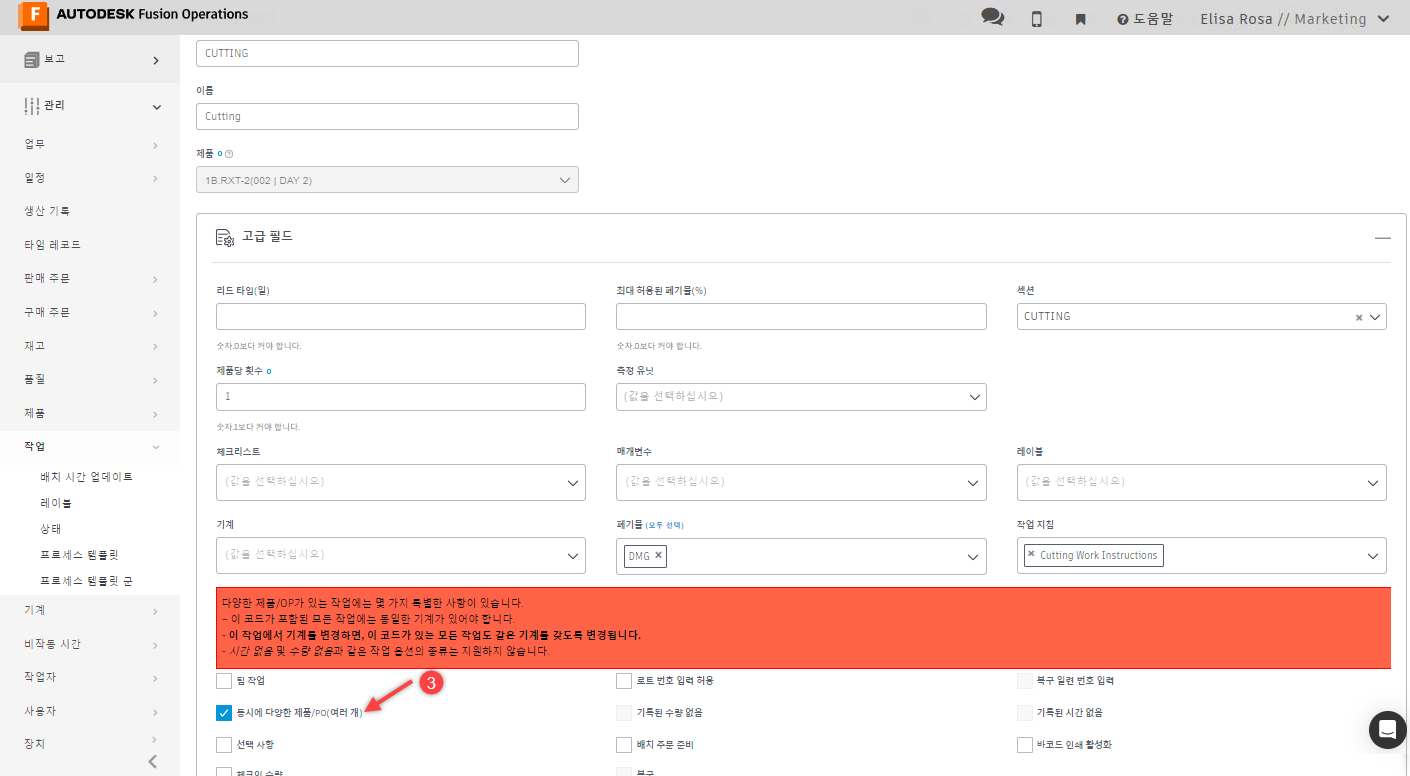 F AUTODESK Fusion Operations
도움말
Elisa Rosa // Marketing
보고
관리
업무
일정
생산 기록
타임 레코드
판매 주문
구매 주문
재고
품질
제품
작업
배치 시간 업데이트
레이블
상태
프로세스 템플릿
프로세스 템플릿 군
기계
비작동 시간
작업자
사용자
장치
CUTTING
이름
Cutting
제품 o
1B.RXT-2(002 | DAY 2)
고급 필드
리드 타임(일)
최대 허용된 폐기물(%)
섹션
CUTTING
숫자.0보다 커야 합니다.
숫자.0보다 커야 합니다.
제품당 횟수 o
측정 유닛
1
(값을 선택하십시오)
숫자.1보다 커야 합니다.
체크리스트
매개변수
레이블
(값을 선택하십시오)
(값을 선택하십시오)
(값을 선택하십시오)
기계
폐기물 (모두 선택)
작업 지침
(값을 선택하십시오)
DMG
Cutting Work Instructions
다양한 제품/OP가 있는 작업에는 몇 가지 특별한 사항이 있습니다.
– 이 코드가 포함된 모든 작업에는 동일한 기계가 있어야 합니다.
- 이 작업에서 기계를 변경하면, 이 코드가 있는 모든 작업도 같은 기계를 갖도록 변경됩니다.
- 시간 없음 및 수량 없음과 같은 작업 옵션의 종류는 지원하지 않습니다.
팀 작업
로트 번호 입력 허용
복구 일련 번호 입력
동시에 다양한 제품/PO(여러 개)
3
기록된 수량 없음
기록된 시간 없음
선택 사항
배치 주문 준비
바코드 인쇄 활성화
체크인 수량
복구